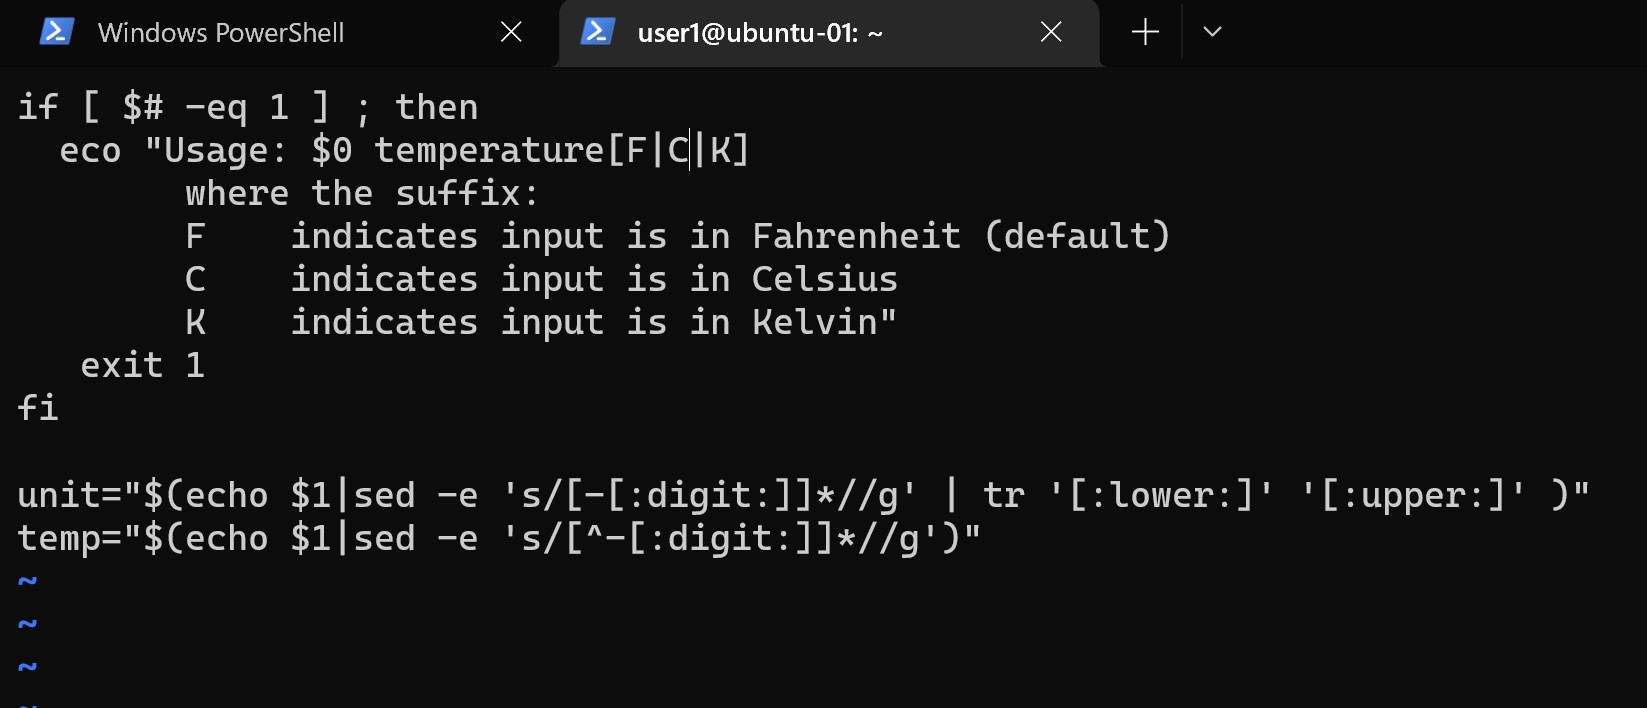 Windows PowerShell
user1@ubuntu-01: ~
if [ $# -eq 1 ] ; then
  eco "Usage: $0 temperature[F|C|K]
        where the suffix:
        F    indicates input is in Fahrenheit (default)
        C    indicates input is in Celsius
        K    indicates input is in Kelvin"
   exit 1
fi

unit="$(echo $1|sed -e 's/[-[:digit:]]*//g' | tr '[:lower:]' '[:upper:]' )"
temp="$(echo $1|sed -e 's/[^-[:digit:]]*//g')"
~
~
~
~